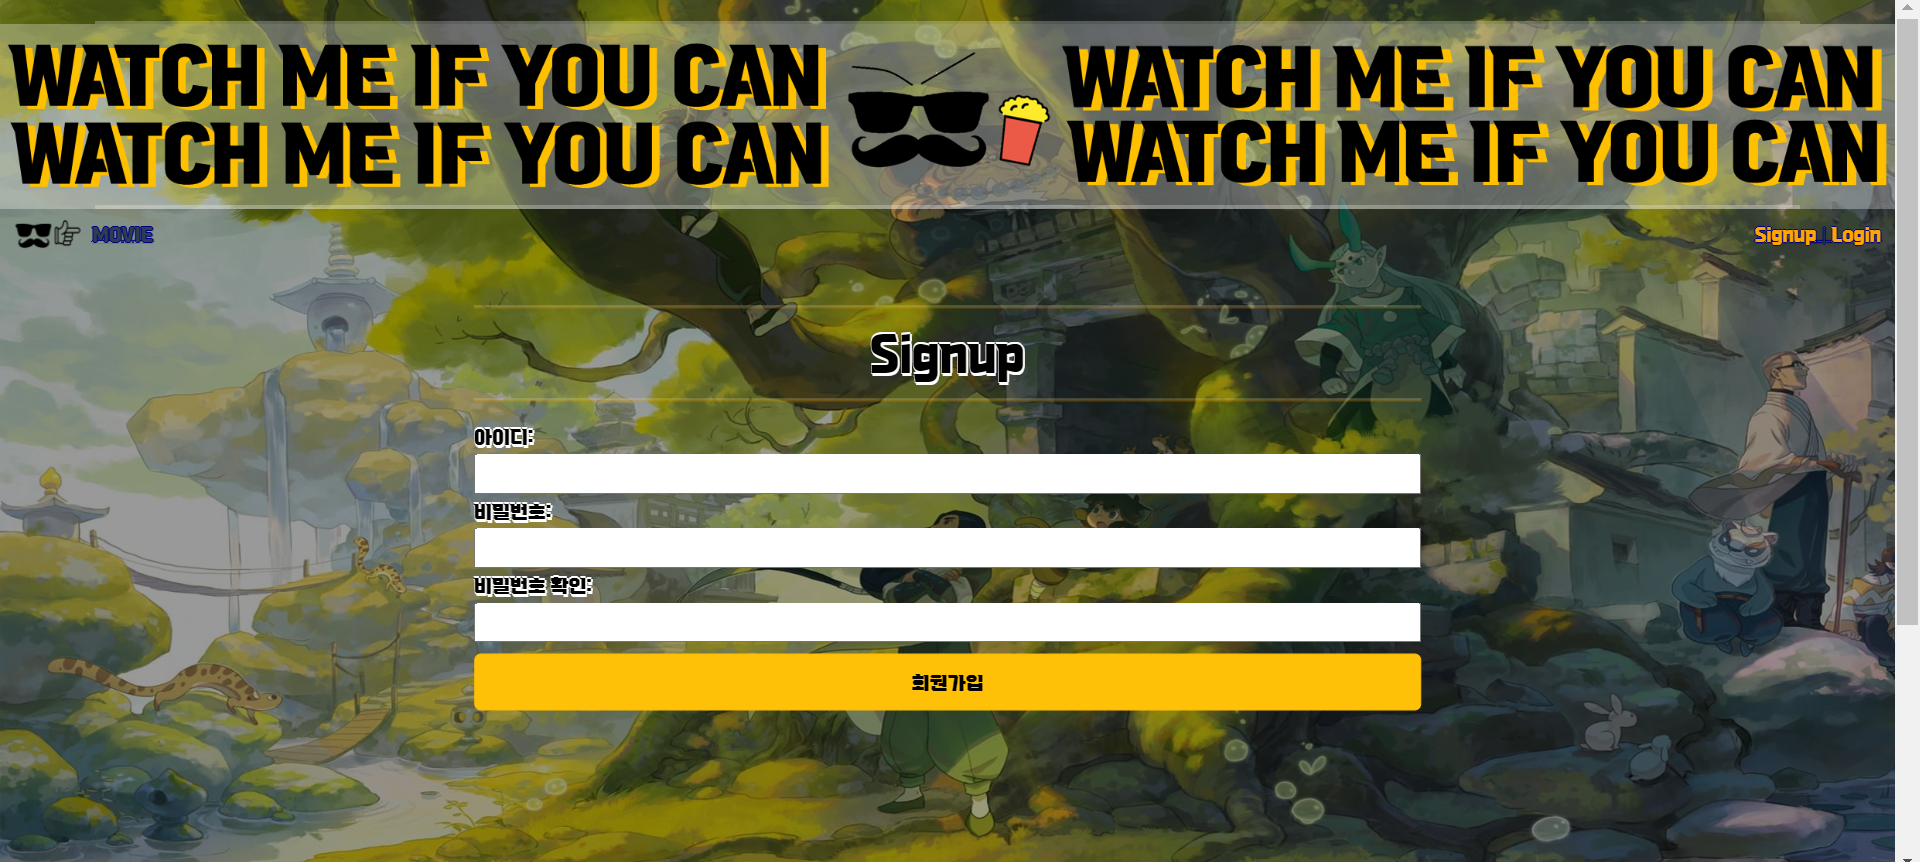 WATCH ME IF YOU CAN WATCH ME IF YOU CAN
WATCH ME IF YOU CAN WATCH ME IF YOU CAN
MOVIE
Signup | Login
Signup
아이디:
비밀번호:
비밀번호 확인:
회원가입